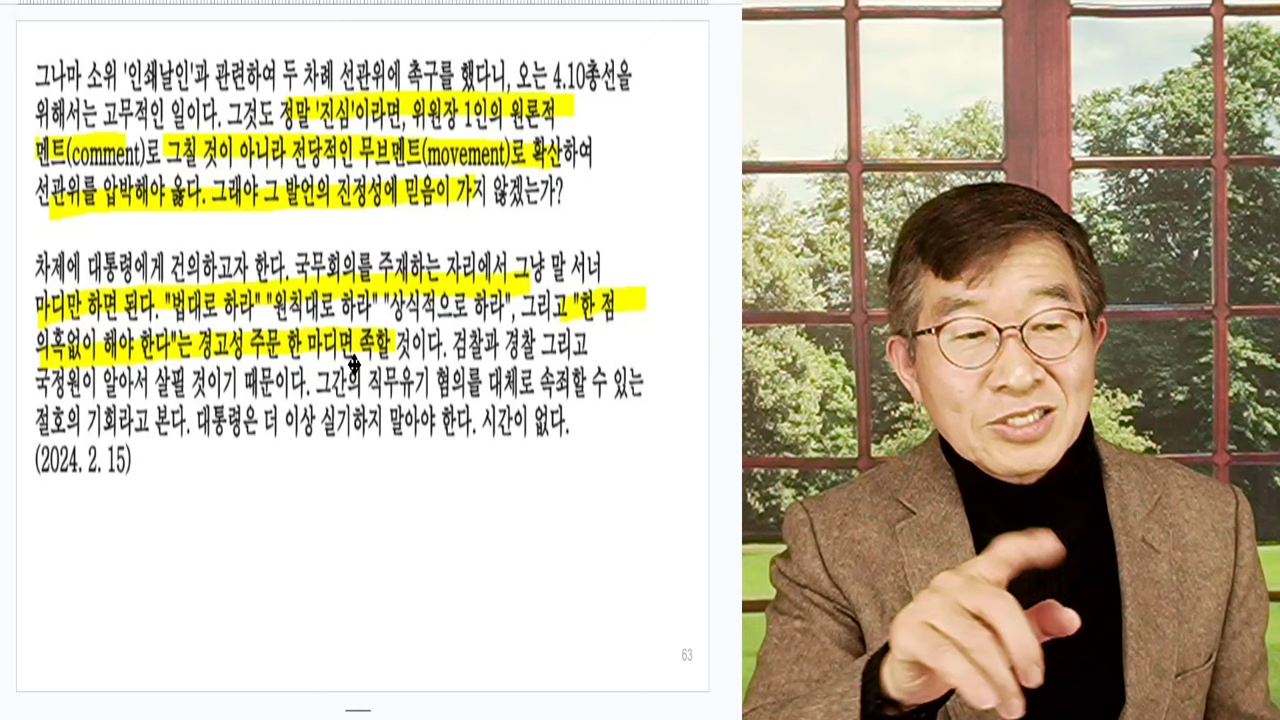 그나마 소위 '인쇄날인'과 관련하여 두 차례 선관위에 촉구를 했다니, 오는 4.10총선을
위해서는 고무적인 일이다. 그것도 정말 '진심'이라면, 위원장 1인의 원론적
멘트(comment)로 그칠 것이 아니라 전당적인 무브멘트(movement)로 확산하여
선관위를 압박해야 옳다. 그래야 그 발언의 진정성에 믿음이 가지 않겠는가?
차제에 대통령에게 건의하고자 한다. 국무회의를 주재하는 자리에서 그냥 말 서너
마디만 하면 된다. "법대로 하라" "원칙대로 하라" "상식적으로 하라", 그리고 "한 점
의혹없이 해야 한다"는 경고성 주문 한 마디면 족할 것이다. 검찰과 경찰 그리고
국정원이 알아서 살필 것이기 때문이다. 그간의 직무유기 혐의를 대체로 속죄할 수 있는
절호의 기회라고 본다. 대통령은 더 이상 실기하지 말아야 한다. 시간이 없다.
(2024. 2. 15)
63